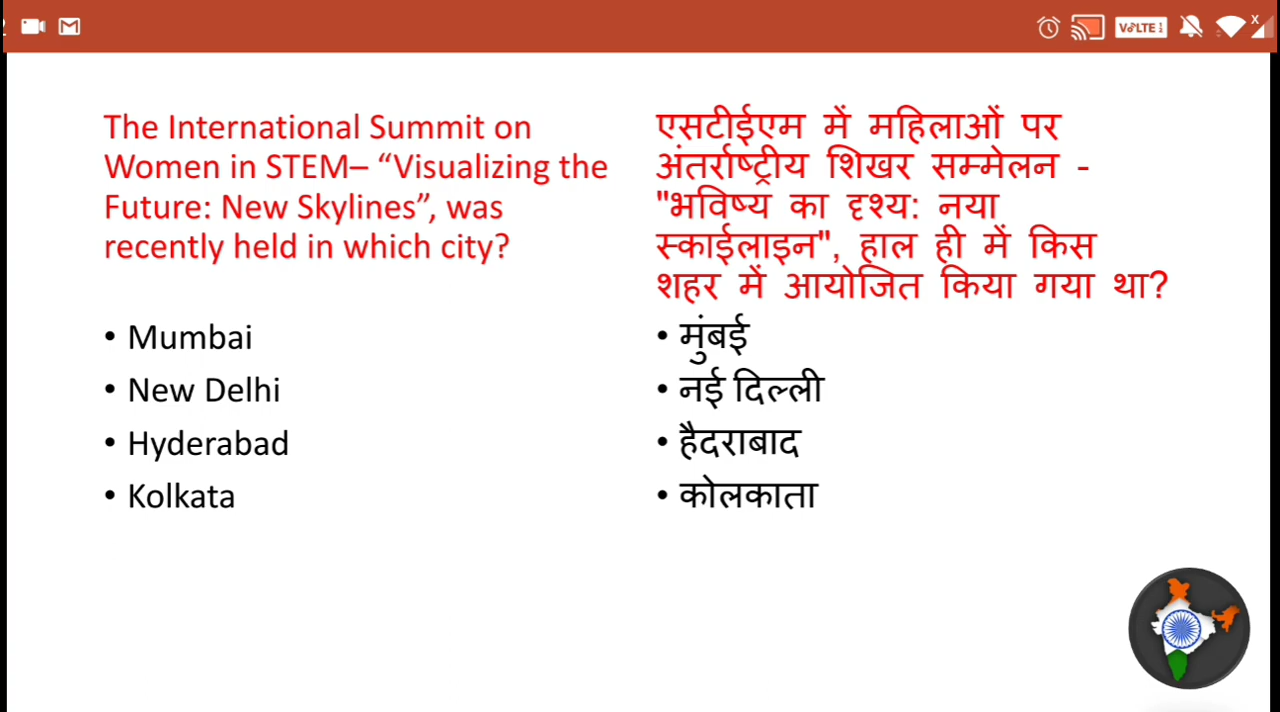 VoLTE
The International Summit on
Women in STEM– “Visualizing the
Future: New Skylines”, was
recently held in which city?
• Mumbai
• New Delhi
• Hyderabad
• Kolkata
एसटीईएम में महिलाओं पर
अंतर्राष्ट्रीय शिखर सम्मेलन -
"भविष्य का दृश्य: नया
स्काईलाइन", हाल ही में किस
शहर में आयोजित किया गया था?
• मुंबई
• नई दिल्ली
• हैदराबाद
• कोलकाता